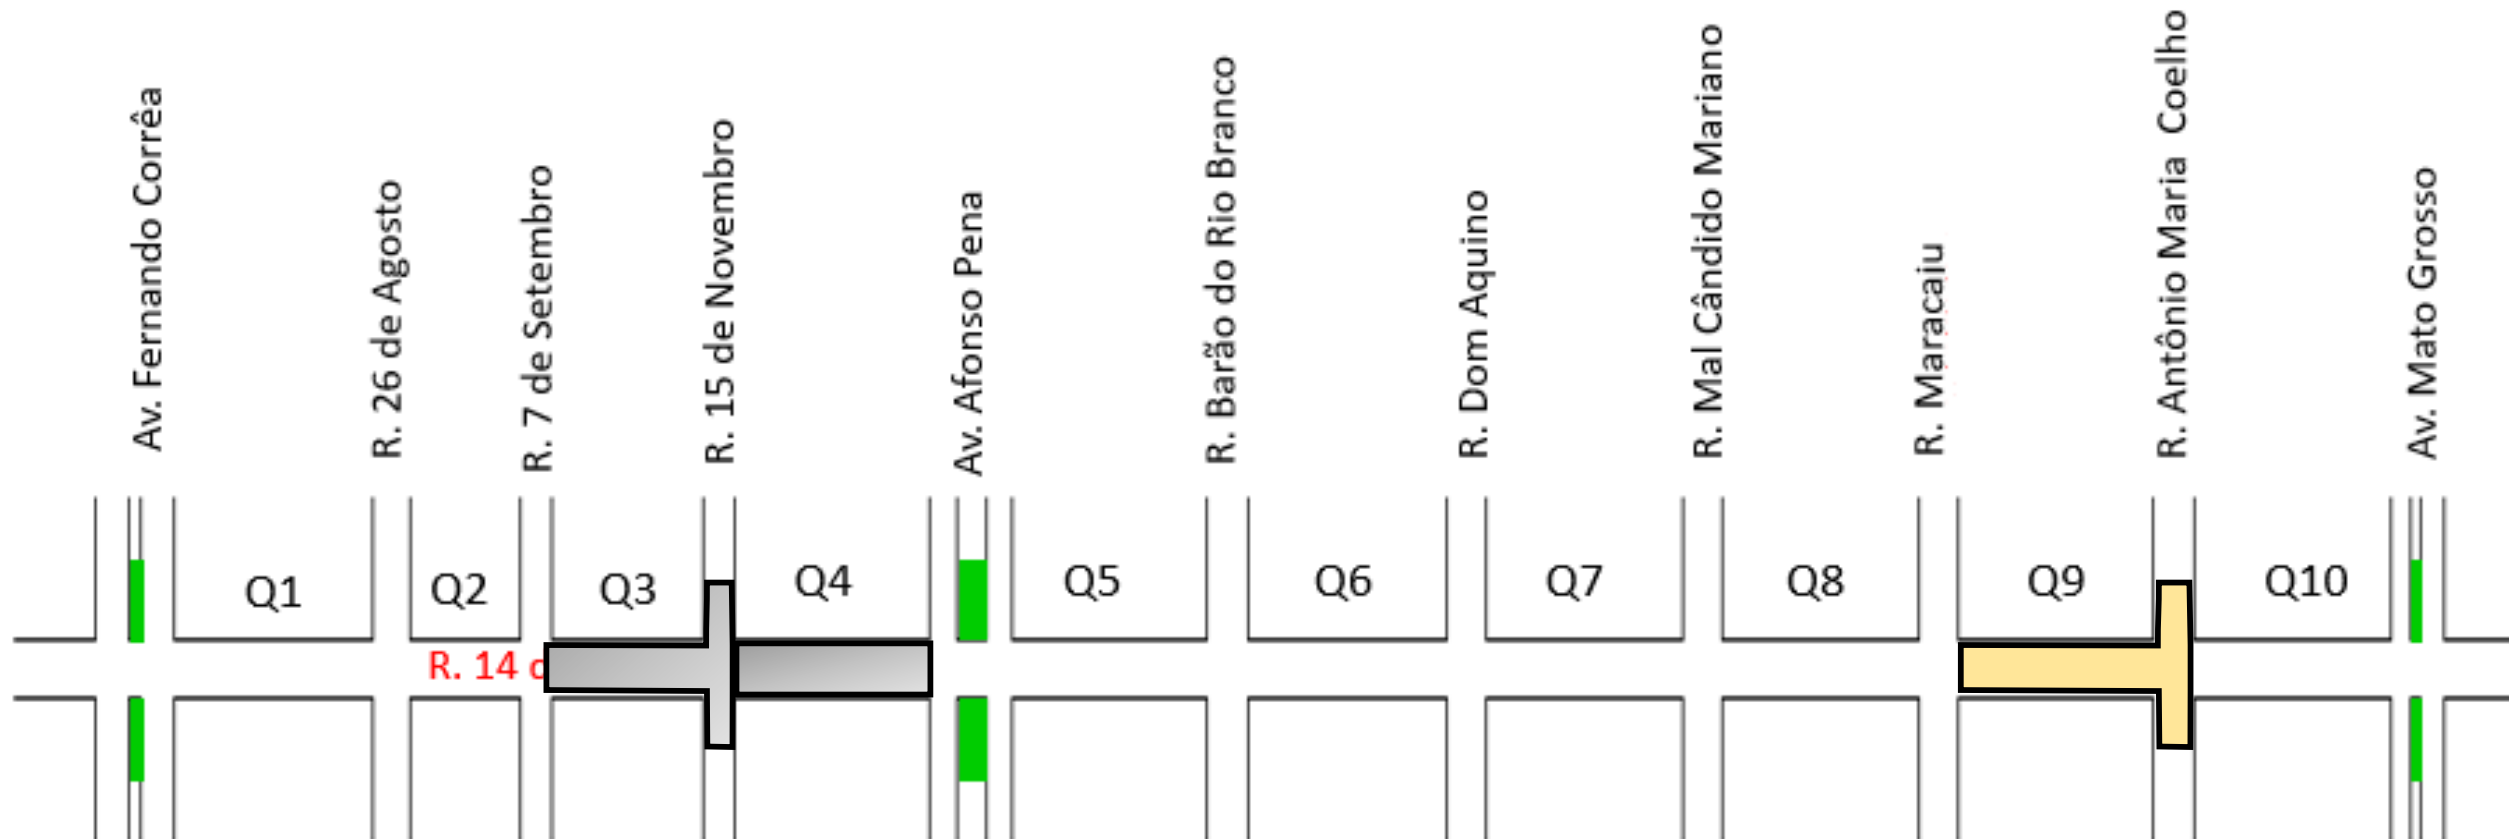 Av. Fernando Corrêa
R. 26 de Agosto
R. 7 de Setembro
R. 15 de Novembro
Av. Afonso Pena
R. Barão do Rio Branco
R. Dom Aquino
R. Mal Cândido Mariano
R. Maracaju
R. Antônio Maria Coelho
Av. Mato Grosso
Q1
Q2
Q3
Q4
Q5
Q6
Q7
Q8
Q9
Q10
R. 14